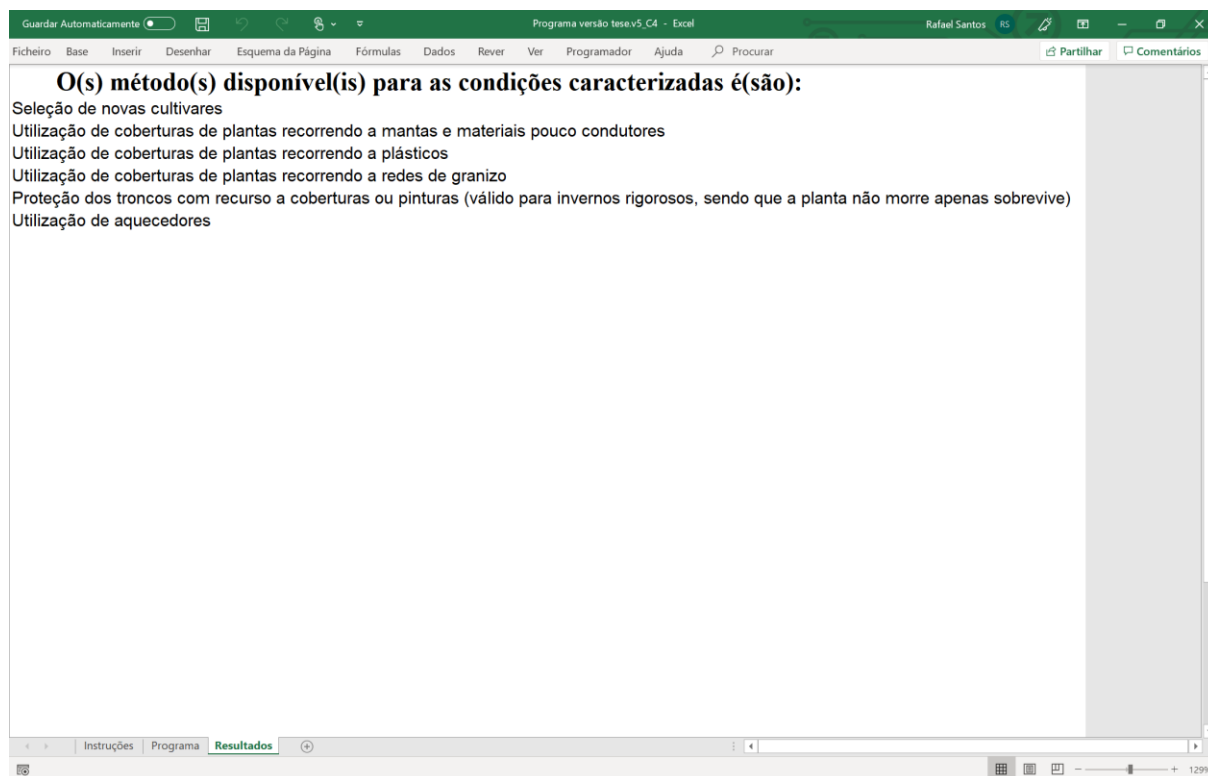 Guardar Automaticamente Programa versão tese.v5_C4 - Excel Rafael Santos RS
Ficheiro Base Inserir Desenhar Esquema da Página Fórmulas Dados Rever Ver Programador Ajuda Procurar Partilhar Comentários
O(s) método(s) disponível(is) para as condições caracterizadas é(são):
Seleção de novas cultivares
Utilização de coberturas de plantas recorrendo a mantas e materiais pouco condutores
Utilização de coberturas de plantas recorrendo a plásticos
Utilização de coberturas de plantas recorrendo a redes de granizo
Proteção dos troncos com recurso a coberturas ou pinturas (válido para invernos rigorosos, sendo que a planta não morre apenas sobrevive)
Utilização de aquecedores
Instruções Programa Resultados
129%